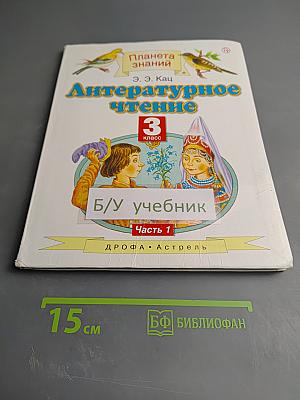 Планета
знаний
Э. Э. Кац
Литературное
чтение
3
класс
Б/У учебник
Часть 1
ДРОФА • Астрель
15 см
БФ БИБЛИОФАН